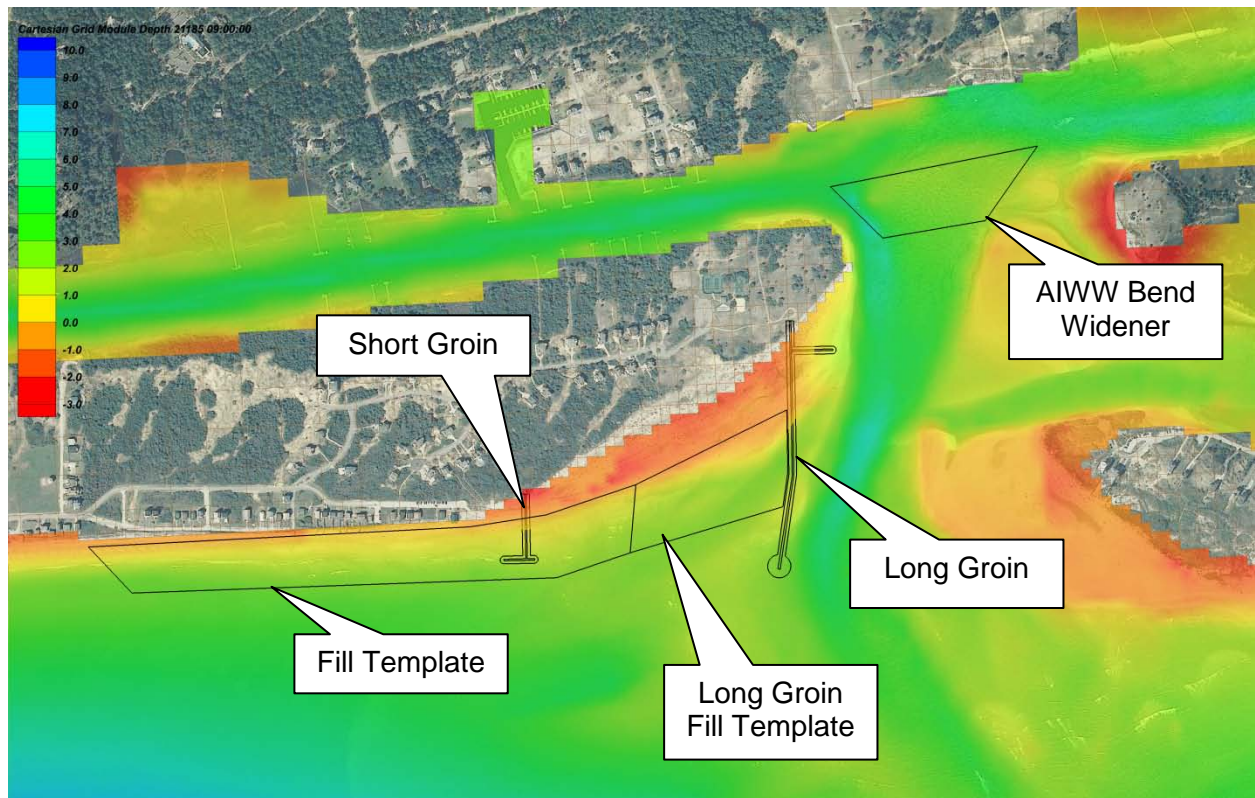 Cartesian Grid Module Depth 21185 09:00:00
10.0
9.0
8.0
7.0
6.0
5.0
4.0
3.0
2.0
1.0
0.0
-1.0
-2.0
-3.0
AIWW Bend
Widener
Short Groin
Long Groin
Fill Template
Long Groin
Fill Template